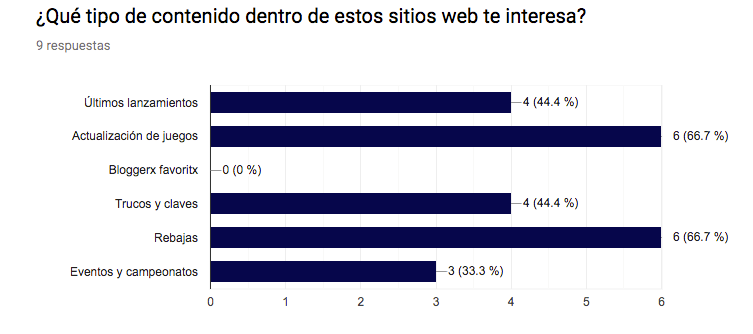 ¿Qué tipo de contenido dentro de estos sitios web te interesa?
9 respuestas
Últimos lanzamientos 4 (44.4 %)
Actualización de juegos 6 (66.7 %)
Bloggerx favoritx 0 (0 %)
Trucos y claves 4 (44.4 %)
Rebajas 6 (66.7 %)
Eventos y campeonatos 3 (33.3 %)
0 1 2 3 4 5 6